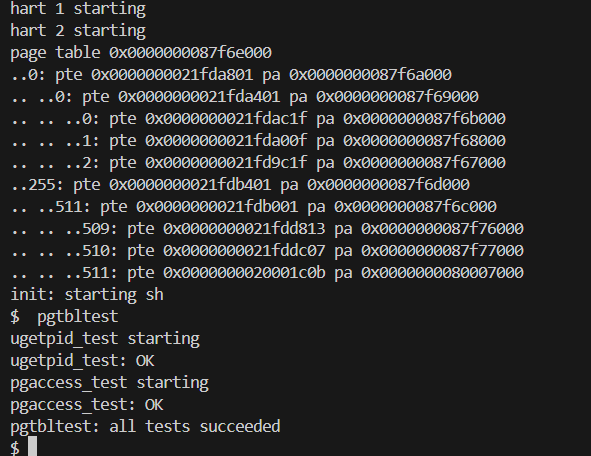 hart 1 starting
hart 2 starting
page table 0x0000000087f6e000
..0: pte 0x0000000021fda801 pa 0x0000000087f6a000
.. ..0: pte 0x0000000021fda401 pa 0x0000000087f69000
.. .. ..0: pte 0x0000000021fdac1f pa 0x0000000087f6b000
.. .. ..1: pte 0x0000000021fda00f pa 0x0000000087f68000
.. .. ..2: pte 0x0000000021fd9c1f pa 0x0000000087f67000
..255: pte 0x0000000021fdb401 pa 0x0000000087f6d000
.. ..511: pte 0x0000000021fdb001 pa 0x0000000087f6c000
.. .. ..509: pte 0x0000000021fdd813 pa 0x0000000087f76000
.. .. ..510: pte 0x0000000021fddc07 pa 0x0000000087f77000
.. .. ..511: pte 0x0000000020001c0b pa 0x0000000080007000
init: starting sh
$  pgtbltest
ugetpid_test starting
ugetpid_test: OK
pgaccess_test starting
pgaccess_test: OK
pgtbltest: all tests succeeded
$